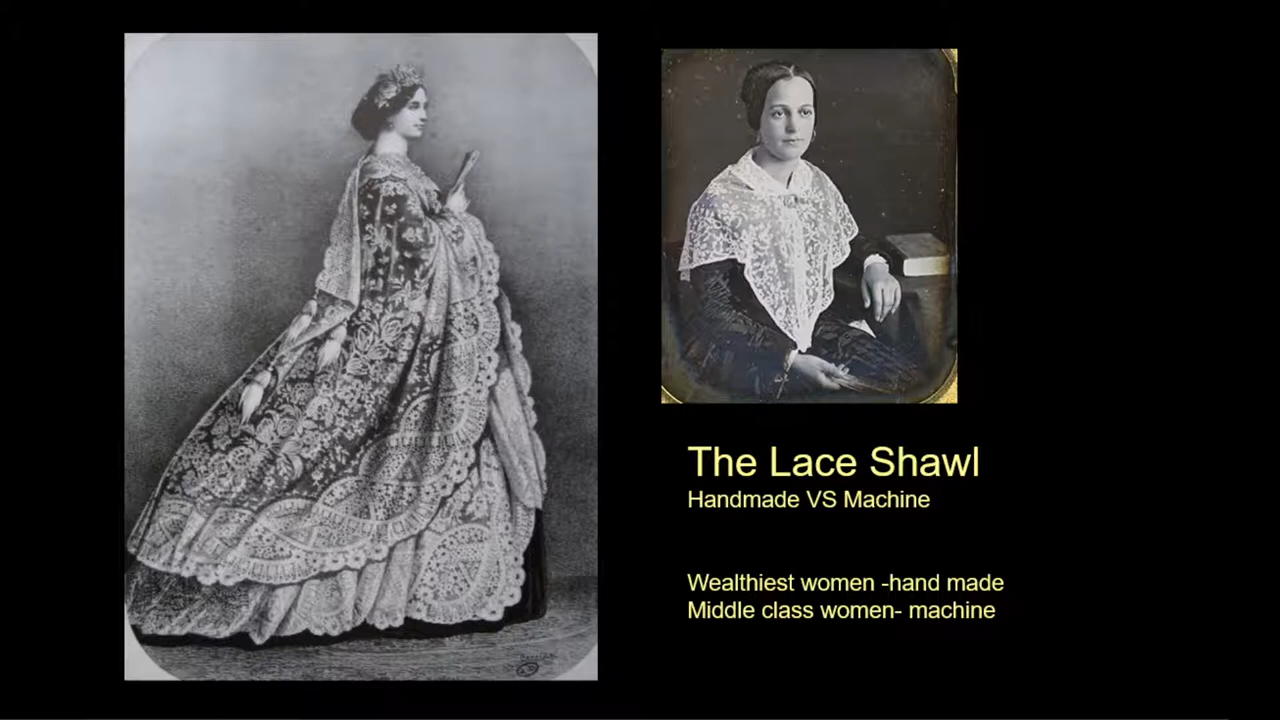 The Lace Shawl
Handmade VS Machine
Wealthiest women -hand made
Middle class women- machine